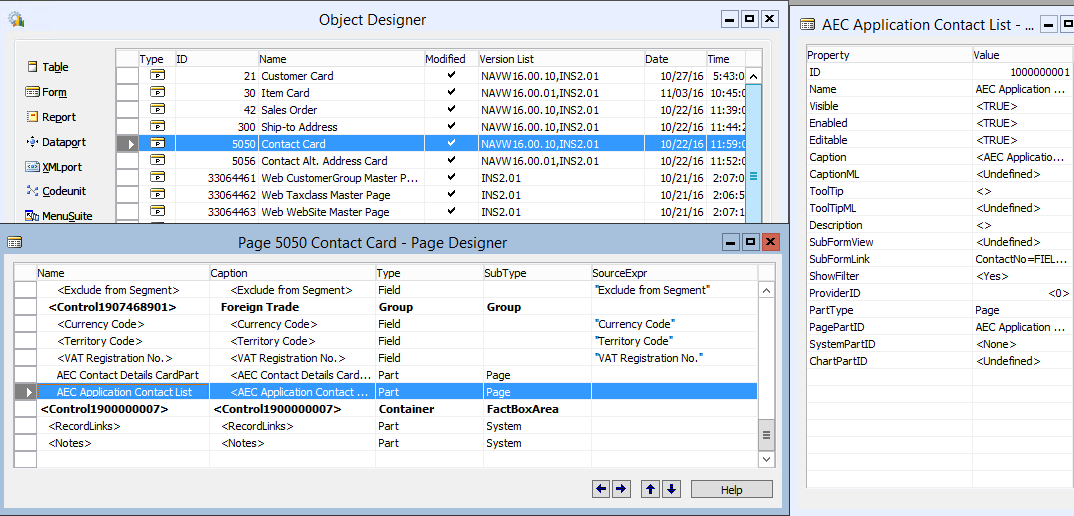 Object Designer
Table
Form
Report
Dataport
XMLport
Codeunit
MenuSuite
Type ID Name Modified Version List Date Time
21 Customer Card NAVW16.00.10,INS2.01 10/27/16 5:43:0
30 Item Card NAVW16.00.01,INS2.01 11/03/16 10:45:0
42 Sales Order NAVW16.00.10,INS2.01 10/22/16 11:39:0
300 Ship-to Address NAVW16.00.01,INS2.01 10/22/16 11:44:2
5050 Contact Card NAVW16.00.10,INS2.01 10/22/16 11:59:0
5056 Contact Alt. Address Card NAVW16.00.01,INS2.01 10/22/16 11:52:0
33064461 Web CustomerGroup Master P... INS2.01 10/21/16 2:07:0
33064462 Web Taxclass Master Page INS2.01 10/21/16 2:06:5
33064463 Web WebSite Master Page INS2.01 10/21/16 2:07:1
Page 5050 Contact Card - Page Designer
Name Caption Type SubType SourceExpr
<Exclude from Segment> <Exclude from Segment> Field "Exclude from Segment"
<Control1907468901> Foreign Trade Group Group
<Currency Code> <Currency Code> Field "Currency Code"
<Territory Code> <Territory Code> Field "Territory Code"
<VAT Registration No.> <VAT Registration No.> Field "VAT Registration No."
AEC Contact Details CardPart <AEC Contact Details Card... Part Page
AEC Application Contact List <AEC Application Contact ... Part Page
<Control1900000007> <Control1900000007> Container FactBoxArea
<RecordLinks> <RecordLinks> Part System
<Notes> <Notes> Part System
Help
AEC Application Contact List - ...
Property Value
ID 1000000001
Name AEC Application ...
Visible <TRUE>
Enabled <TRUE>
Editable <TRUE>
Caption <AEC Applicatio...
CaptionML <Undefined>
ToolTip <>
ToolTipML <Undefined>
Description <>
SubFormView <Undefined>
SubFormLink ContactNo=FIEL...
ShowFilter <Yes>
ProviderID <0>
PartType Page
PagePartID AEC Application ...
SystemPartID <None>
ChartPartID <Undefined>